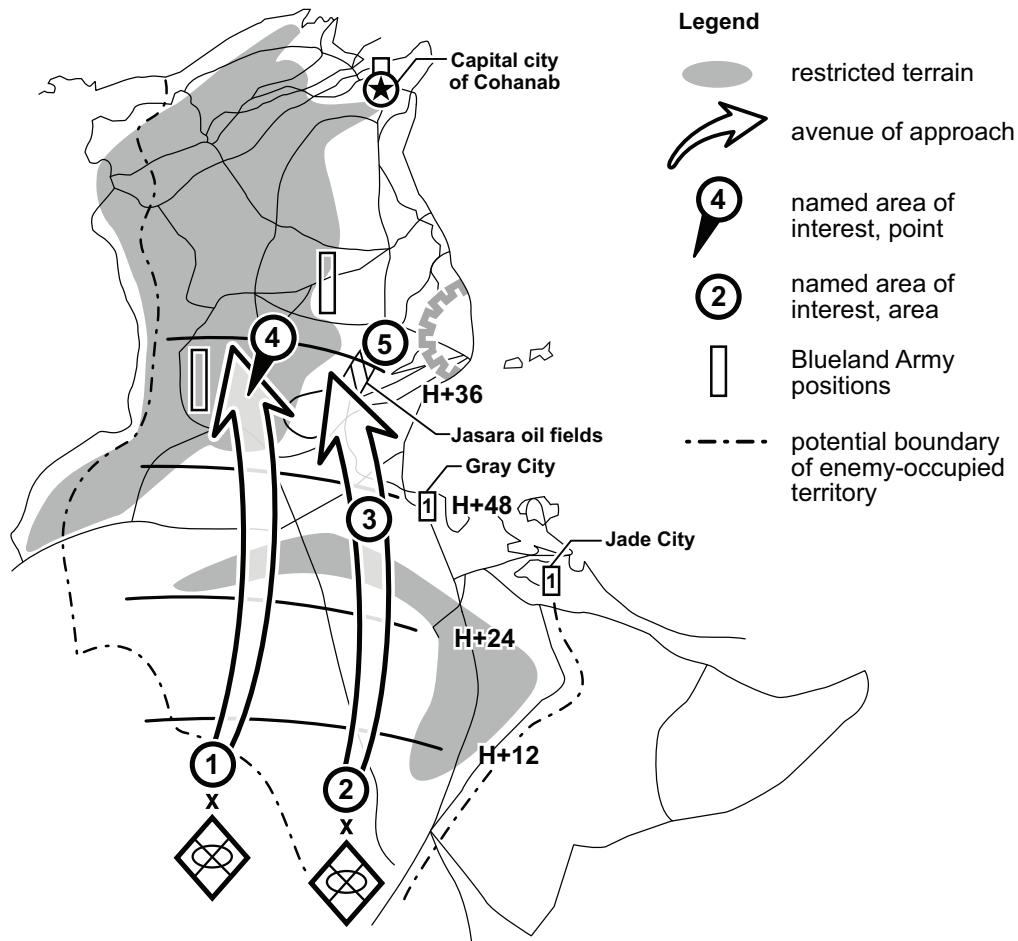 Legend
Capital city
of Cohanab
restricted terrain
avenue of approach
4
named area of
interest, point
2
named area of
interest, area
4
5
Blueland Army
positions
H+36
Jasara oil fields
potential boundary
of enemy-occupied
territory
Gray City
1
H+48
3
Jade City
1
H+24
H+12
1
2
x
x